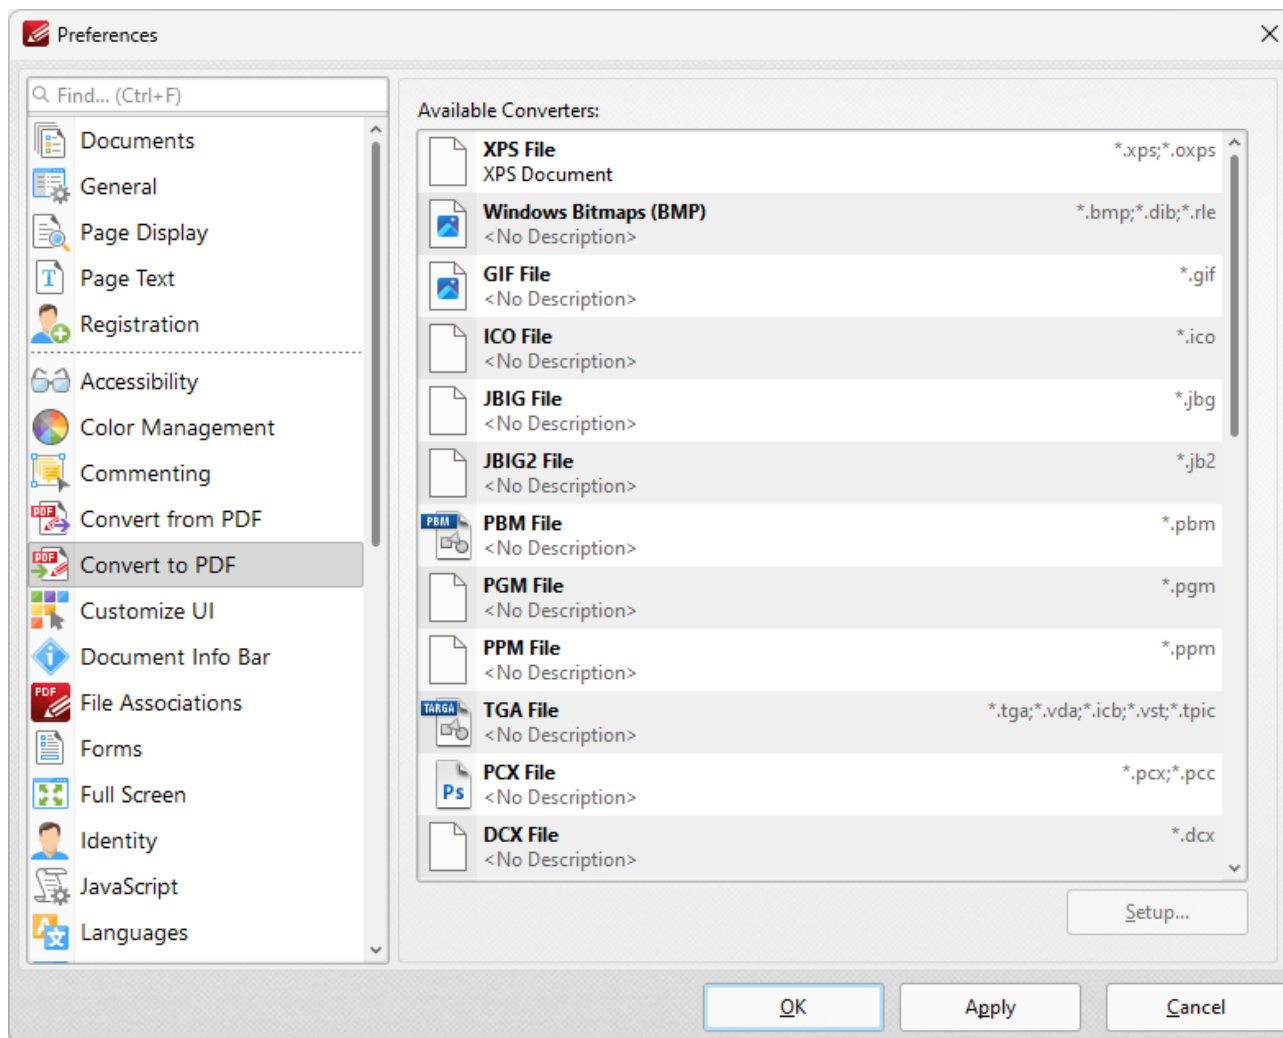 Preferences
Find... (Ctrl+F)
Documents
General
Page Display
Page Text
Registration
Accessibility
Color Management
Commenting
Convert from PDF
Convert to PDF
Customize UI
Document Info Bar
File Associations
Forms
Full Screen
Identity
JavaScript
Languages
Available Converters:
XPS File *.xps;*.oxps
XPS Document
Windows Bitmaps (BMP) *.bmp;*.dib;*.rle
<No Description>
GIF File *.gif
<No Description>
ICO File *.ico
<No Description>
JBIG File *.jbg
<No Description>
JBIG2 File *.jb2
<No Description>
PBM PBM File *.pbm
<No Description>
PGM File *.pgm
<No Description>
PPM File *.ppm
<No Description>
TARGA TGA File *.tga;*.vda;*.icb;*.vst;*.tpic
<No Description>
PCX File *.pcx;*.pcc
Ps <No Description>
DCX File *.dcx
<No Description>
Setup...
OK Apply Cancel